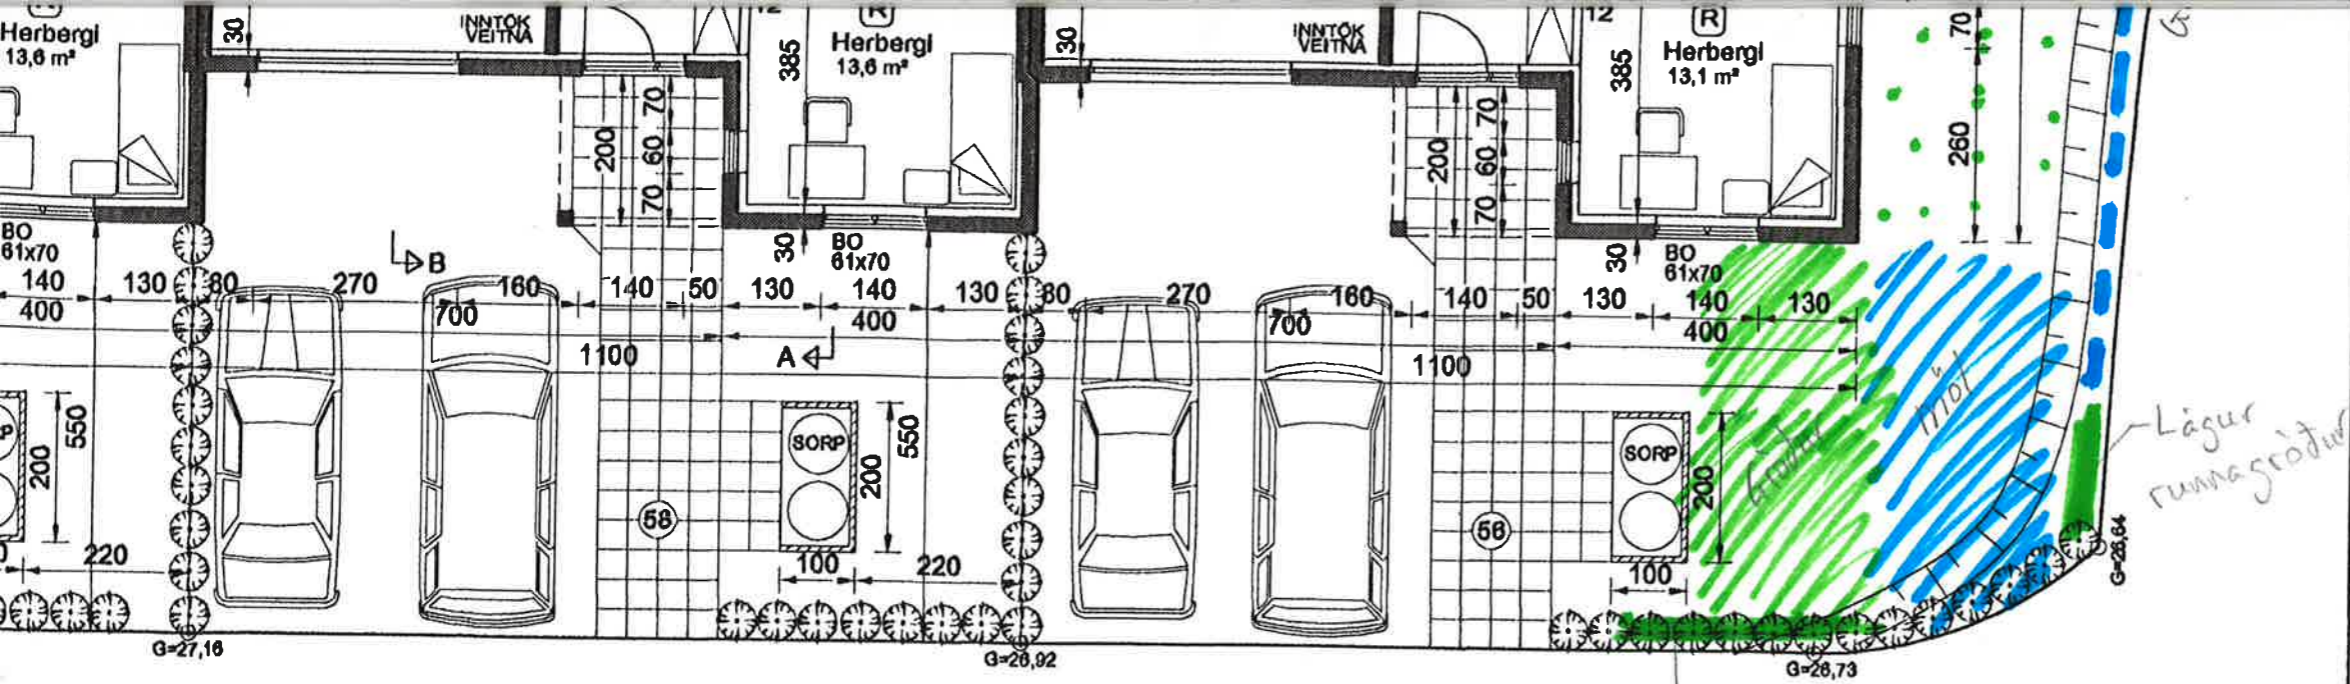 30
INNTÖK
VEITNA
12
R
R
30
INNTÖK
VEITNA
12
R
70
Herbergi
13,6 m²
385
Herbergi
13,6 m²
385
Herbergi
13,1 m²
200
70
60
70
200
70
60
70
260
BO
61x70
B
30
BO
61x70
30
BO
61x70
140
130
80
270
160
140
50
130
140
130
80
270
160
140
50
130
140
130
400
700
400
700
400
1100
A
1100
möl
Gróður
Lágur
runnagróður
550
200
SORP
550
200
SORP
200
58
56
220
100
220
100
G=27,16
G=26,92
G=26,73
G=26,64